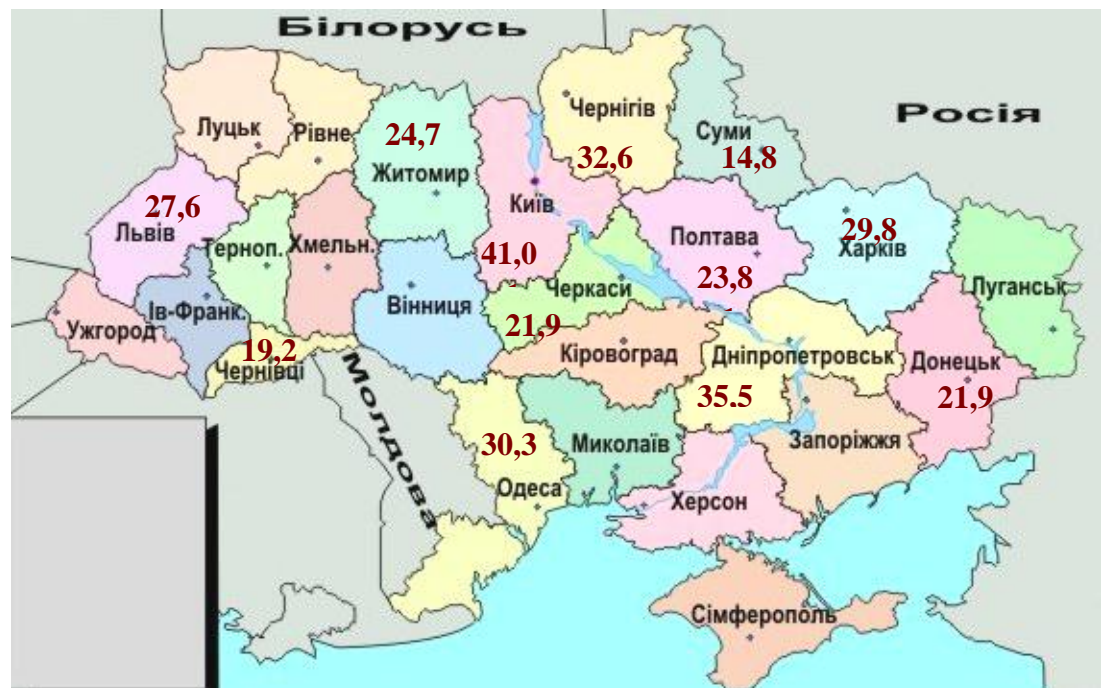 Білорусь
Росія
Чернігів
32,6
Суми
14,8
Луцьк
Рівне
24,7
Житомир
27,6
Львів
Київ
41,0
Терноп.
Хмельн.
Полтава
23,8
29,8
Харків
Луганськ
Ужгород
Ів-Франк.
Вінниця
Черкаси
21,9
19,2
Чернівці
Кіровоград
Дніпропетровськ
35,5
Донецьк
21,9
Молдова
30,3
Одеса
Миколаїв
Запоріжжя
Херсон
Сімферополь